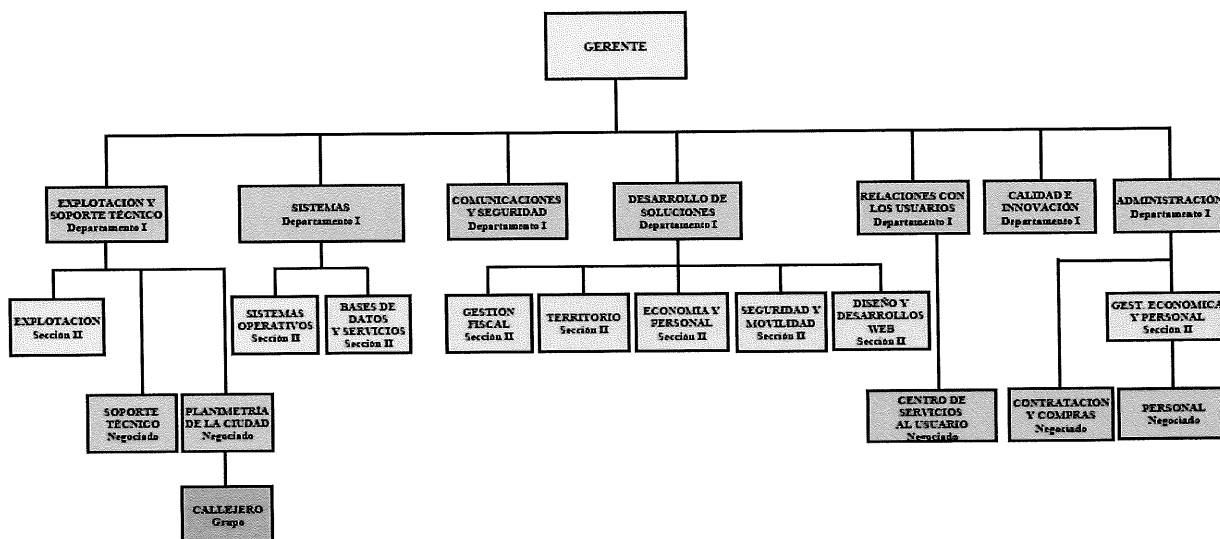 GERENTE
EXPLOTACIÓN Y
SOPORTE TÉCNICO
Departamento I
SISTEMAS
Departamento I
COMUNICACIONES
Y SEGURIDAD
Departamento I
DESARROLLO DE
SOLUCIONES
Departamento I
RELACIONES CON
LOS USUARIOS
Departamento I
CALIDAD E
INNOVACIÓN
Departamento I
ADMINISTRACIÓN
Departamento I
EXPLOTACIÓN
Sección II
SISTEMAS
OPERATIVOS
Sección II
BASES DE
DATOS
Y SERVICIOS
Sección II
GESTIÓN
FISCAL
Sección II
TERRITORIO
Sección II
ECONOMIA Y
PERSONAL
Sección II
SEGURIDAD Y
MOVILIDAD
Sección II
DISEÑO Y
DESARROLLOS
WEB
Sección II
GEST. ECONOMICA
Y PERSONAL
Sección II
SOPORTE
TÉCNICO
Negociado
PLANIMETRÍA
DE LA CIUDAD
Negociado
CENTRO DE
SERVICIOS
AL USUARIO
Negociado
CONTRATACION
Y COMPRAS
Negociado
PERSONAL
Negociado
CALLEJERO
Grupo